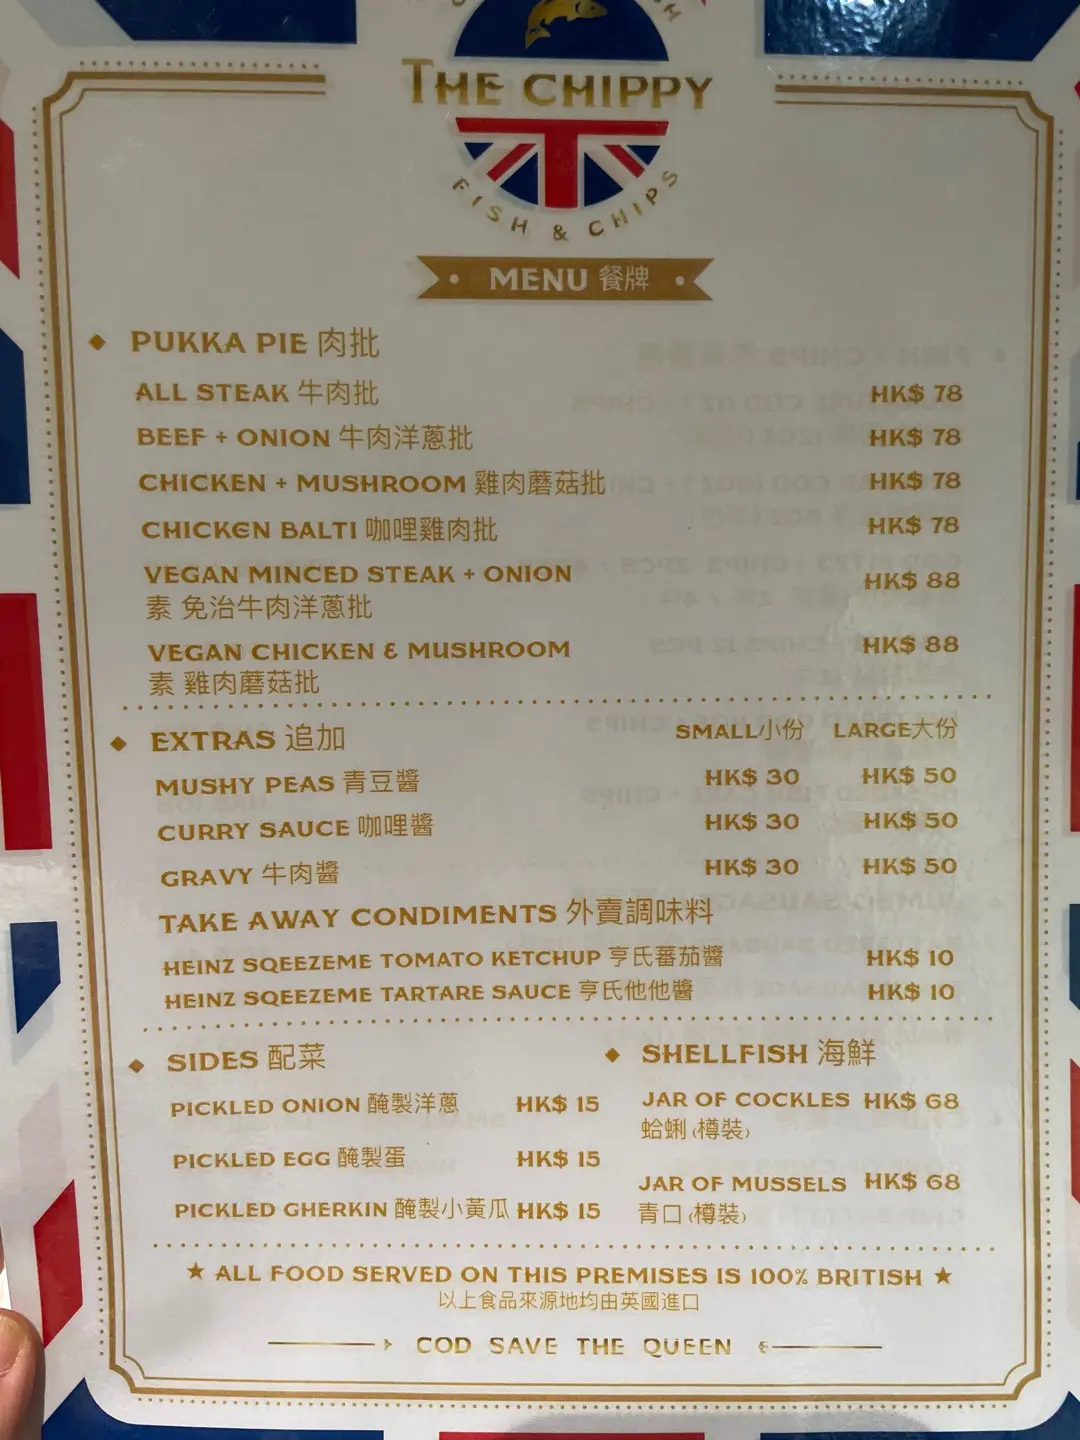 THE CHIPPY
FISH & CHIPS
MENU 餐牌
PUKKA PIE 肉批
ALL STEAK 牛肉批 HK$ 78
BEEF + ONION 牛肉洋蔥批 HK$ 78
CHICKEN + MUSHROOM 雞肉蘑菇批 HK$ 78
CHICKEN BALTI 咖哩雞肉批 HK$ 78
VEGAN MINCED STEAK + ONION HK$ 88
素 免治牛肉洋蔥批
VEGAN CHICKEN & MUSHROOM HK$ 88
素 雞肉蘑菇批
EXTRAS 追加 SMALL小份 LARGE大份
MUSHY PEAS 青豆醬 HK$ 30 HK$ 50
CURRY SAUCE 咖哩醬 HK$ 30 HK$ 50
GRAVY 牛肉醬 HK$ 30 HK$ 50
TAKE AWAY CONDIMENTS 外賣調味料
HEINZ SQEEZEME TOMATO KETCHUP 亨氏蕃茄醬 HK$ 10
HEINZ SQEEZEME TARTARE SAUCE 亨氏他他醬 HK$ 10
SIDES 配菜
PICKLED ONION 醃製洋蔥 HK$ 15
PICKLED EGG 醃製蛋 HK$ 15
PICKLED GHERKIN 醃製小黃瓜 HK$ 15
SHELLFISH 海鮮
JAR OF COCKLES HK$ 68
蛤蜊 (樽裝)
JAR OF MUSSELS HK$ 68
青口 (樽裝)
★ ALL FOOD SERVED ON THIS PREMISES IS 100% BRITISH ★
以上食品來源地均由英國進口
COD SAVE THE QUEEN